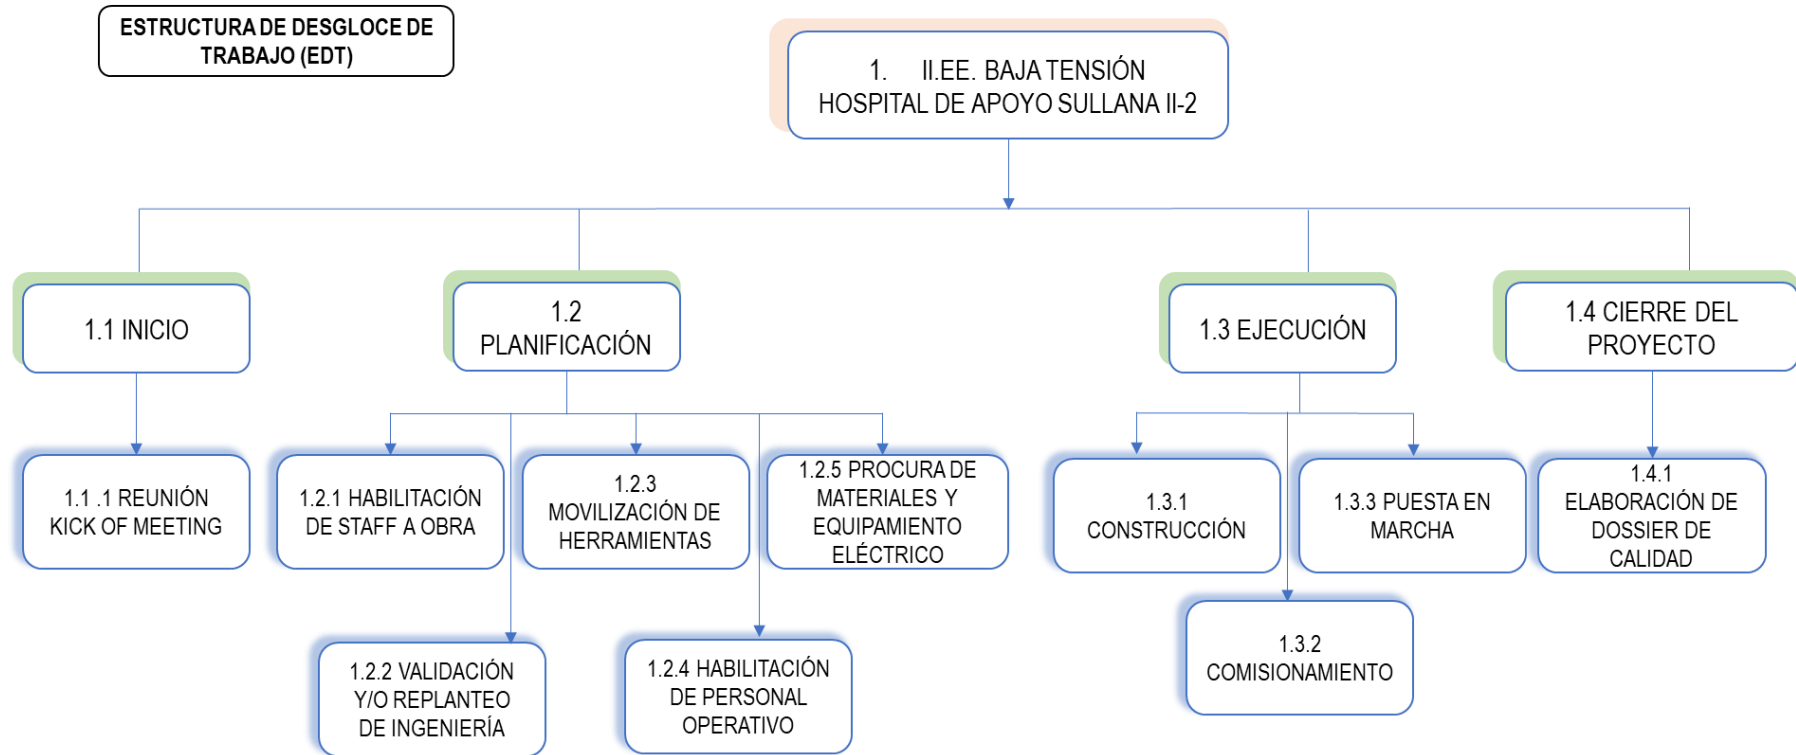 ESTRUCTURA DE DESGLOCE DE
TRABAJO (EDT)
1. II.EE. BAJA TENSIÓN
HOSPITAL DE APOYO SULLANA II-2
1.1 INICIO
1.2
PLANIFICACIÓN
1.3 EJECUCIÓN
1.4 CIERRE DEL
PROYECTO
1.1 .1 REUNIÓN
KICK OF MEETING
1.2.1 HABILITACIÓN
DE STAFF A OBRA
1.2.3
MOVILIZACIÓN DE
HERRAMIENTAS
1.2.5 PROCURA DE
MATERIALES Y
EQUIPAMIENTO
ELÉCTRICO
1.3.1
CONSTRUCCIÓN
1.3.3 PUESTA EN
MARCHA
1.4.1
ELABORACIÓN DE
DOSSIER DE
CALIDAD
1.2.2 VALIDACIÓN
Y/O REPLANTEO
DE INGENIERÍA
1.2.4 HABILITACIÓN
DE PERSONAL
OPERATIVO
1.3.2
COMISIONAMIENTO